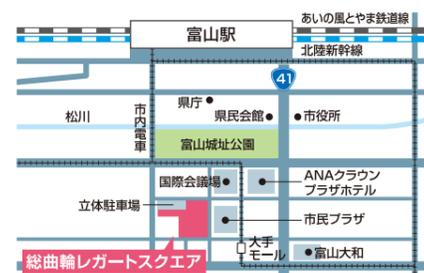 あいの風とやま鉄道線
富山駅
北陸新幹線
41
県庁
松川
市内電車
県民会館
市役所
富山城址公園
国際会議場
ANAクラウン
プラザホテル
立体駐車場
市民プラザ
総曲輪レガートスクエア
大手
モール
富山大和